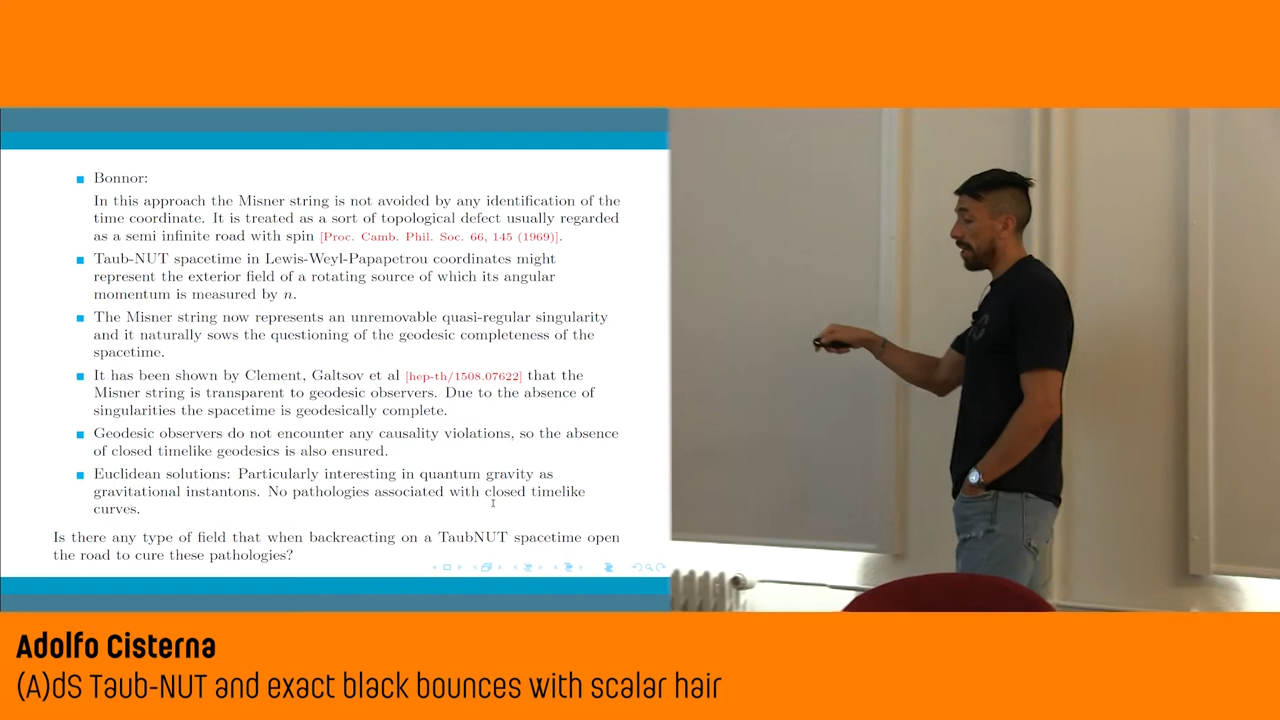 Bonnor:
In this approach the Misner string is not avoided by any identification of the
time coordinate. It is treated as a sort of topological defect usually regarded
as a semi infinite road with spin [Proc. Camb. Phil. Soc. 66, 145 (1969)].
Taub-NUT spacetime in Lewis-Weyl-Papapetrou coordinates might
represent the exterior field of a rotating source of which its angular
momentum is measured by n.
The Misner string now represents an unremovable quasi-regular singularity
and it naturally sows the questioning of the geodesic completeness of the
spacetime.
It has been shown by Clement, Galtsov et al [hep-th/1508.07622] that the
Misner string is transparent to geodesic observers. Due to the absence of
singularities the spacetime is geodesically complete.
Geodesic observers do not encounter any causality violations, so the absence
of closed timelike geodesics is also ensured.
Euclidean solutions: Particularly interesting in quantum gravity as
gravitational instantons. No pathologies associated with closed timelike
curves.
Is there any type of field that when backreacting on a TaubNUT spacetime open
the road to cure these pathologies?
Adolfo Cisterna
(A)dS Taub-NUT and exact black bounces with scalar hair